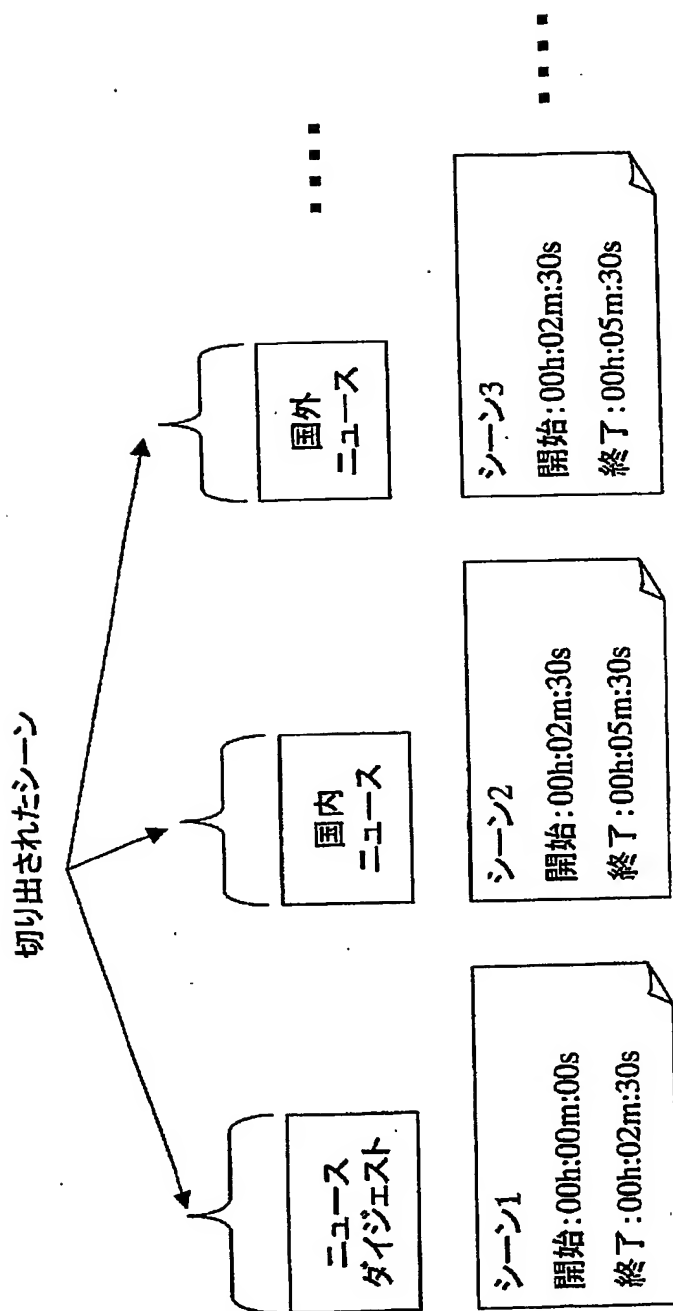 切り出されたシーン
ニュース
ダイジェスト
国内
ニュース
国外
ニュース
シーン1
開始:00h:00m:00s
終了:00h:02m:30s
シーン2
開始:00h:02m:30s
終了:00h:05m:30s
シーン3
開始:00h:02m:30s
終了:00h:05m:30s